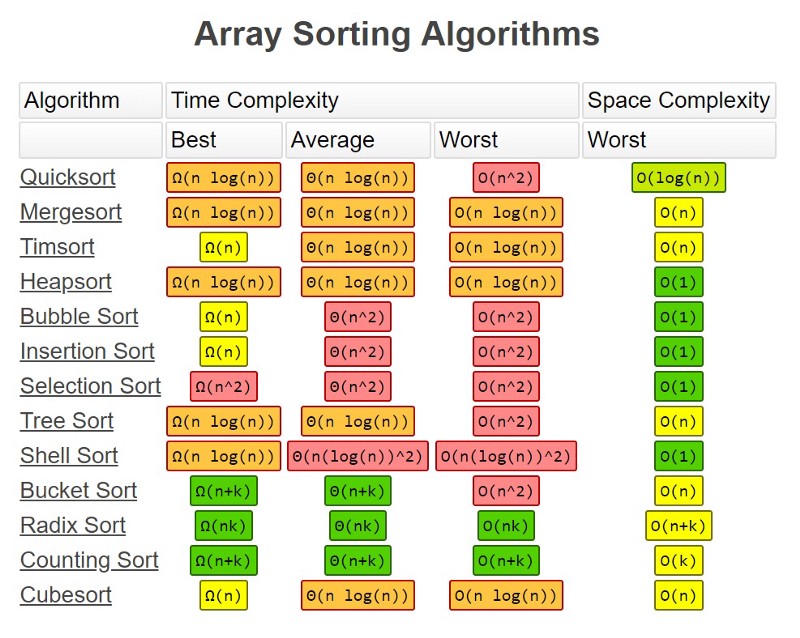 Array Sorting Algorithms
Algorithm Time Complexity Space Complexity
Best Average Worst Worst
Quicksort Ω(n log(n)) Θ(n log(n)) O(n^2) O(log(n))
Mergesort Ω(n log(n)) Θ(n log(n)) O(n log(n)) O(n)
Timsort Ω(n) Θ(n log(n)) O(n log(n)) O(n)
Heapsort Ω(n log(n)) Θ(n log(n)) O(n log(n)) O(1)
Bubble Sort Ω(n) Θ(n^2) O(n^2) O(1)
Insertion Sort Ω(n) Θ(n^2) O(n^2) O(1)
Selection Sort Ω(n^2) Θ(n^2) O(n^2) O(1)
Tree Sort Ω(n log(n)) Θ(n log(n)) O(n^2) O(n)
Shell Sort Ω(n log(n)) Θ(n(log(n))^2) O(n(log(n))^2) O(1)
Bucket Sort Ω(n+k) Θ(n+k) O(n^2) O(n)
Radix Sort Ω(nk) Θ(nk) O(nk) O(n+k)
Counting Sort Ω(n+k) Θ(n+k) O(n+k) O(k)
Cubesort Ω(n) Θ(n log(n)) O(n log(n)) O(n)